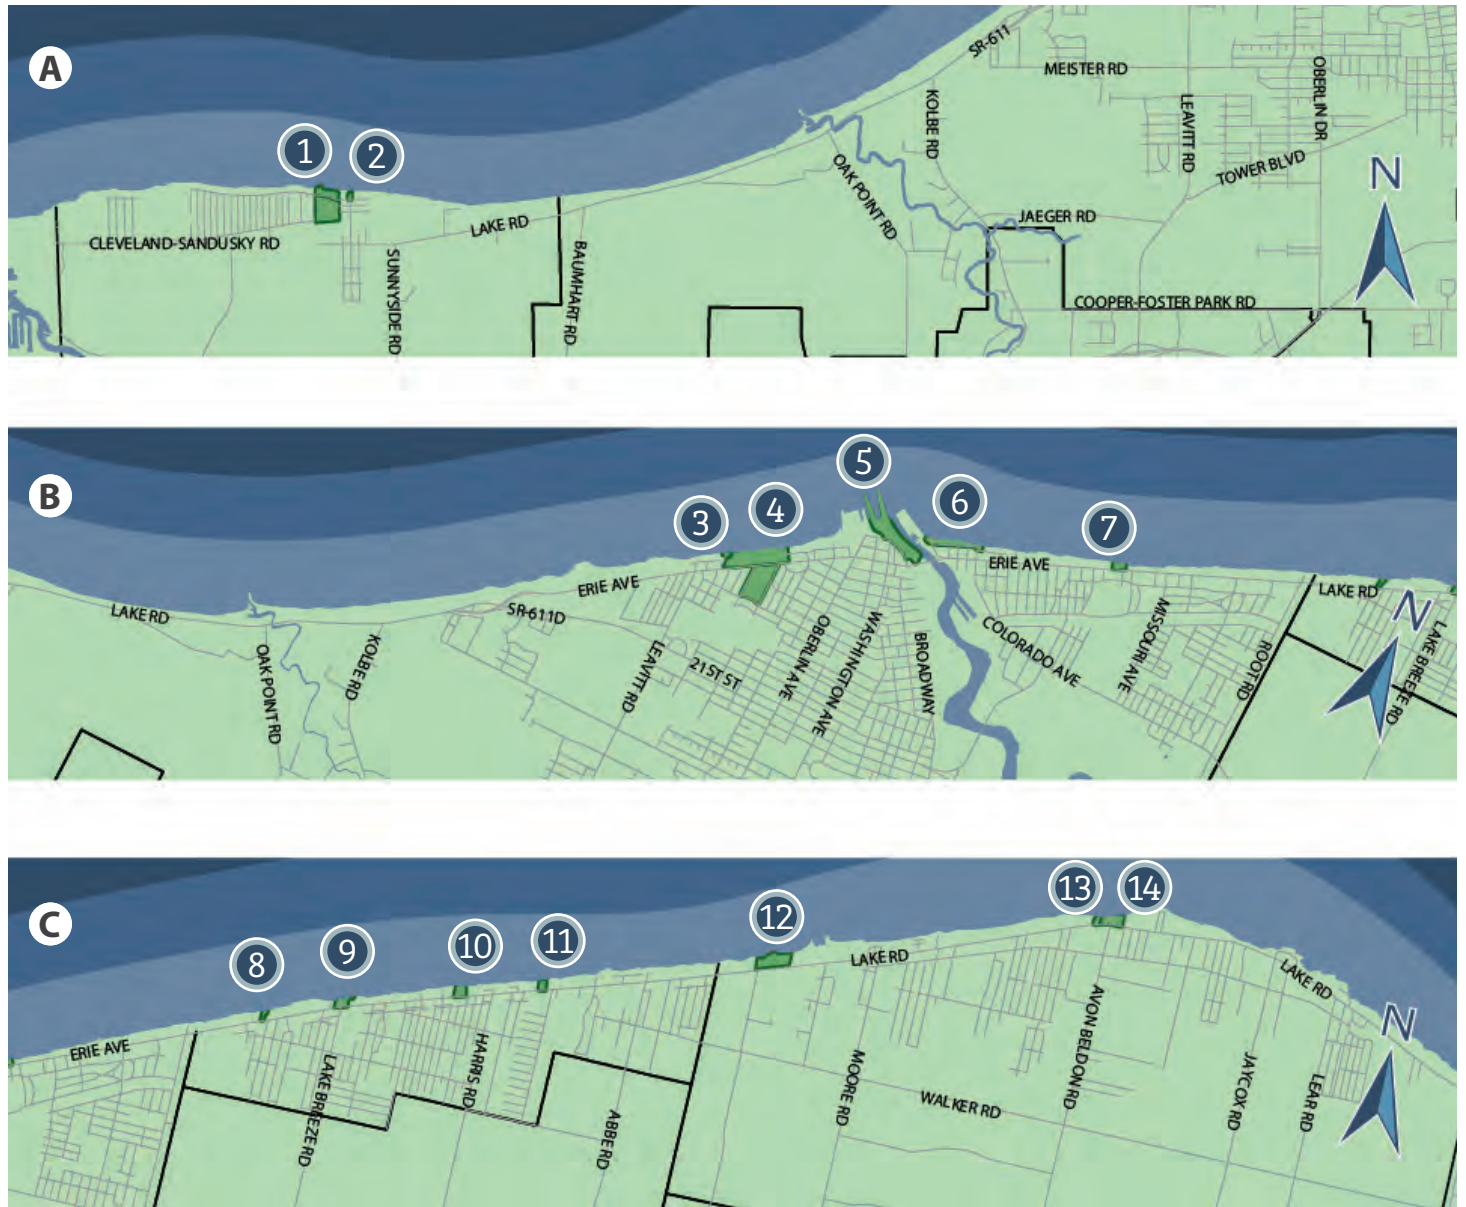 A
1
2
SR-611
MEISTER RD
KOLBE RD
LEAVITT RD
OBERLIN DR
TOWER BLVD
N
OAK POINT RD
JAEGER RD
LAKE RD
CLEVELAND-SANDUSKY RD
SUNNYSIDE RD
BAUMHART RD
COOPER-FOSTER PARK RD
B
3
4
5
6
7
ERIE AVE
ERIE AVE
LAKE RD
LAKE RD
SR-611D
N
OAK POINT RD
KOLBE RD
LEAVITT RD
21ST ST
OBERLIN AVE
WASHINGTON AVE
BROADWAY
COLORADO AVE
MISSOURI AVE
ROOT RD
LAKE BREEZE RD
C
8
9
10
11
12
13
14
LAKE RD
LAKE RD
ERIE AVE
N
LAKE BREEZE RD
HARRIS RD
ABBE RD
MOORE RD
WALKER RD
AVON BELDON RD
JAYCOX RD
LEAR RD